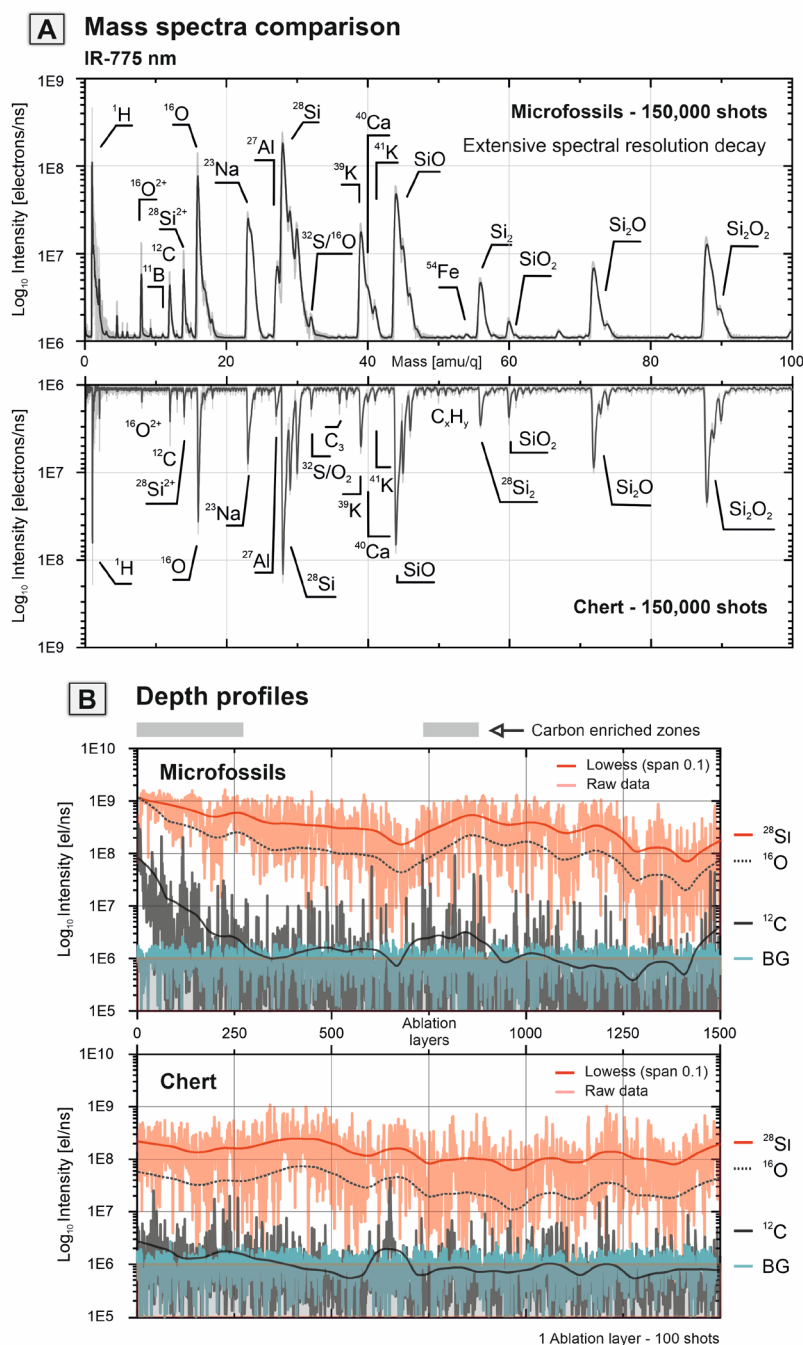 A Mass spectra comparison
IR-775 nm
1E9
1E8
1E7
1E6
Log₁₀ Intensity [electrons/ns]
Microfossils - 150,000 shots
Extensive spectral resolution decay
¹H
¹⁶O²⁺
²⁸Si²⁺
¹²C
¹¹B
¹⁶O
²³Na
²⁷Al
²⁸Si
³²S/¹⁶O
³⁹K
⁴⁰Ca
⁴¹K
SiO
⁵⁴Fe
Si₂
SiO₂
Si₂O
Si₂O₂
0 20 40 60 80 100
Mass [amu/q]
1E6
1E7
1E8
1E9
Log₁₀ Intensity [electrons/ns]
¹⁶O²⁺
¹²C
²⁸Si²⁺
¹H
¹⁶O
²³Na
²⁷Al
²⁸Si
C₃
³²S/O₂
³⁹K
⁴⁰Ca
⁴¹K
SiO
CₓHᵧ
²⁸Si₂
SiO₂
Si₂O
Si₂O₂
Chert - 150,000 shots
B Depth profiles
Carbon enriched zones
1E10
1E9
1E8
1E7
1E6
1E5
Log₁₀ Intensity [el/ns]
Microfossils
Lowess (span 0.1)
Raw data
²⁸SI
¹⁶O
¹²C
BG
0 250 500 Ablation layers 1000 1250 1500
1E10
1E9
1E8
1E7
1E6
1E5
Log₁₀ Intensity [el/ns]
Chert
Lowess (span 0.1)
Raw data
²⁸SI
¹⁶O
¹²C
BG
1 Ablation layer - 100 shots